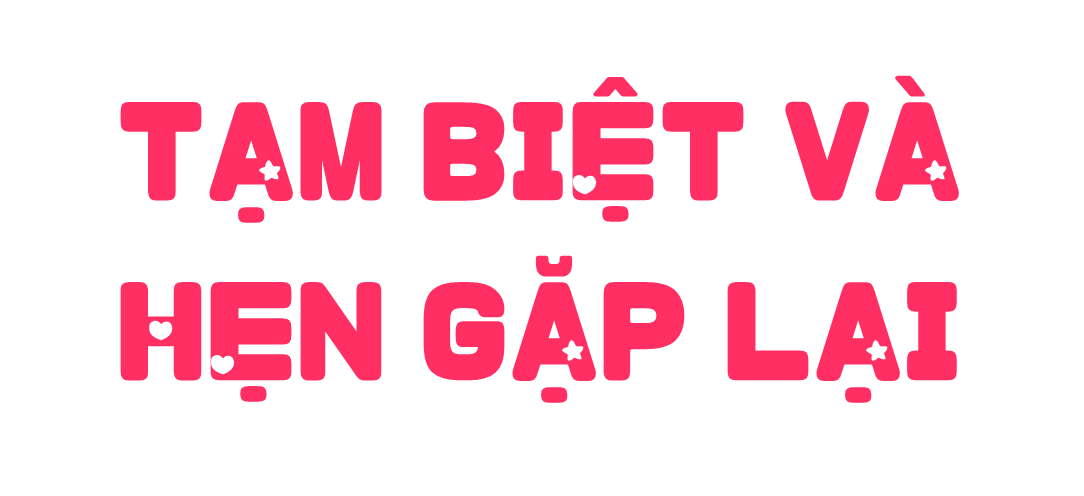 TẠM BIỆT VÀ
HẸN GẶP LẠI